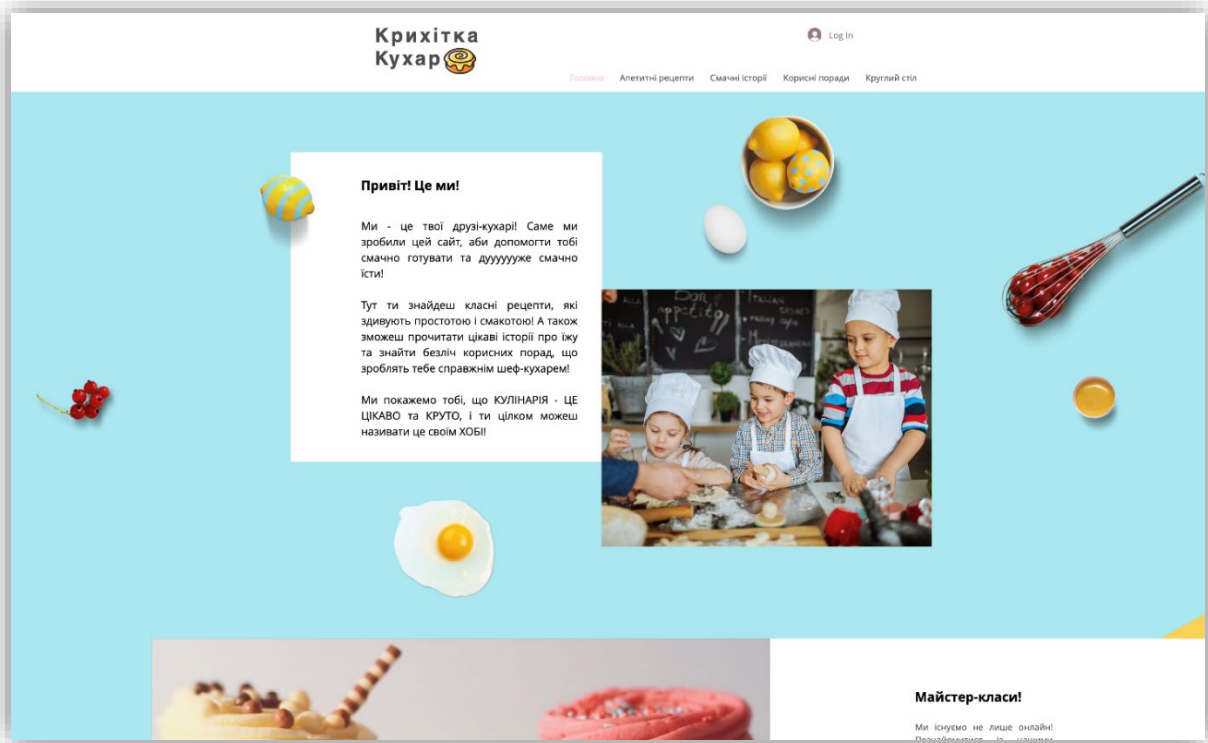 Крихітка
Кухар
Log In
Головна Апетитні рецепти Смачні історії Корисні поради Круглий стіл
Привіт! Це ми!
Ми - це твої друзі-кухарі! Саме ми
зробили цей сайт, аби допомогти тобі
смачно готувати та дууууууже смачно
їсти!
Тут ти знайдеш класні рецепти, які
здивують простотою і смакотою! А також
зможеш прочитати цікаві історії про їжу
та знайти безліч корисних порад, що
зроблять тебе справжнім шеф-кухарем!
Ми покажемо тобі, що КУЛІНАРІЯ - ЦЕ
ЦІКАВО та КРУТО, і ти цілком можеш
називати це своїм ХОБІ!
Bon
appetito
ITALIAN
Майстер-класи!
Ми існуємо не лише онлайн!